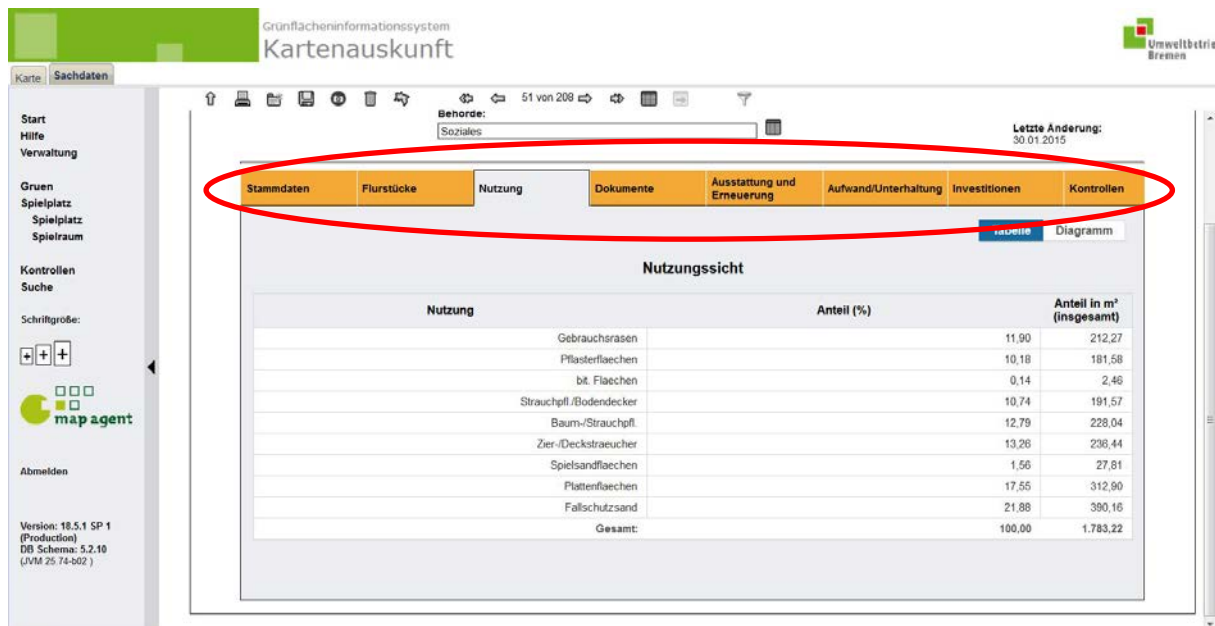 Grünflächeninformationssystem
Kartenauskunft
Umweltbetrie
Bremen
Karte Sachdaten
51 von 208
Start
Hilfe
Verwaltung
Gruen
Spielplatz
Spielplatz
Spielraum
Kontrollen
Suche
Schriftgröße:
+ + +
map agent
Abmelden
Version: 18.5.1 SP 1
(Production)
DB Schema: 5.2.10
(JVM 25.74-b02 )
Behörde:
Soziales
Letzte Änderung:
30.01.2015
Stammdaten Flurstücke Nutzung Dokumente Ausstattung und Erneuerung Aufwand/Unterhaltung Investitionen Kontrollen
Tabelle Diagramm
Nutzungssicht
Nutzung Anteil (%) Anteil in m² (insgesamt)
Gebrauchsrasen 11,90 212,27
Pflasterflaechen 10,18 181,58
bit. Flaechen 0,14 2,46
Strauchpfl./Bodendecker 10,74 191,57
Baum-/Strauchpfl. 12,79 228,04
Zier-/Deckstraeucher 13,26 236,44
Spielsandflaechen 1,56 27,81
Plattenflaechen 17,55 312,90
Fallschutzsand 21,88 390,16
Gesamt: 100,00 1.783,22